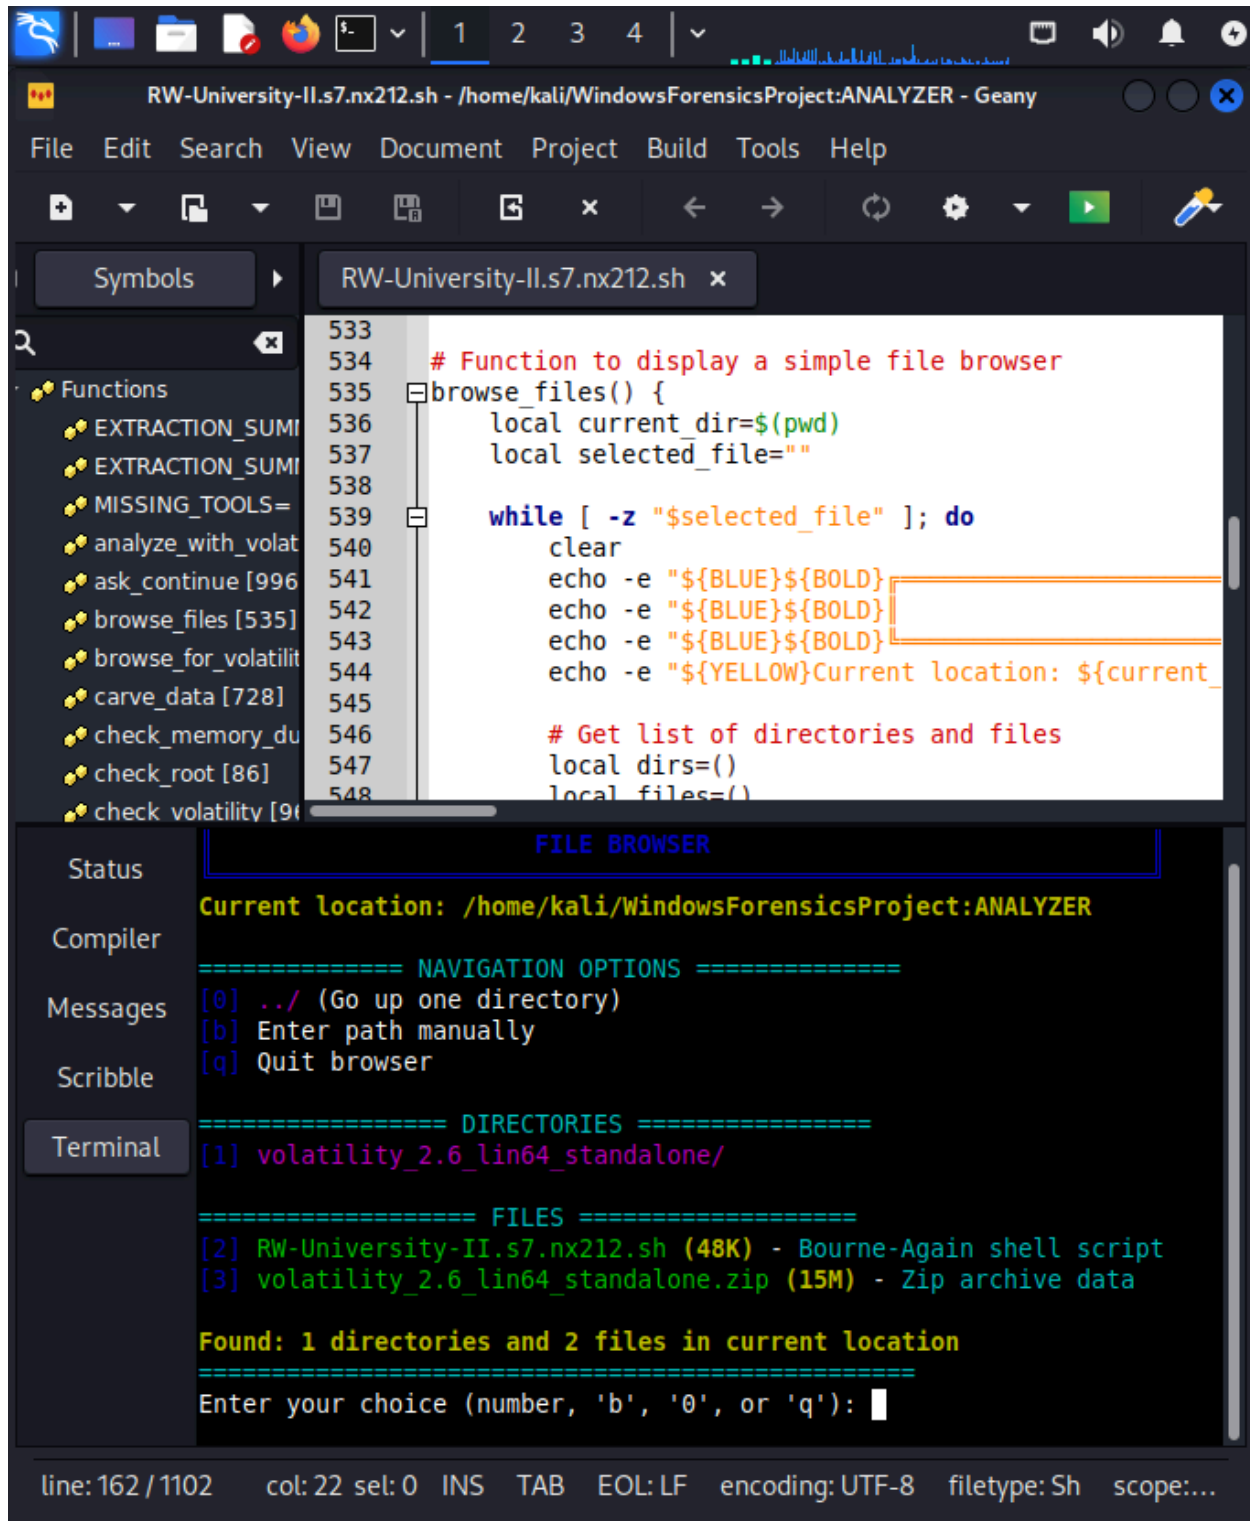 1 2 3 4
RW-University-II.s7.nx212.sh - /home/kali/WindowsForensicsProject:ANALYZER - Geany
File Edit Search View Document Project Build Tools Help
Symbols
RW-University-II.s7.nx212.sh ×
Functions
EXTRACTION_SUM
EXTRACTION_SUM
MISSING_TOOLS=
analyze_with_volat
ask_continue [996
browse_files [535]
browse_for_volatilit
carve_data [728]
check_memory_du
check_root [86]
check_volatility [96
533
534 # Function to display a simple file browser
535 browse_files() {
536 local current_dir=$(pwd)
537 local selected_file=""
538
539 while [ -z "$selected_file" ]; do
540 clear
541 echo -e "${BLUE}${BOLD}╔═══════════════════════
542 echo -e "${BLUE}${BOLD}║
543 echo -e "${BLUE}${BOLD}╚═══════════════════════
544 echo -e "${YELLOW}Current location: ${current_
545
546 # Get list of directories and files
547 local dirs=()
548 local files=()
Status
Compiler
Messages
Scribble
Terminal
FILE BROWSER
Current location: /home/kali/WindowsForensicsProject:ANALYZER
============== NAVIGATION OPTIONS ==============
[0] ../ (Go up one directory)
[b] Enter path manually
[q] Quit browser
================= DIRECTORIES ================
[1] volatility_2.6_lin64_standalone/
=================== FILES ===================
[2] RW-University-II.s7.nx212.sh (48K) - Bourne-Again shell script
[3] volatility_2.6_lin64_standalone.zip (15M) - Zip archive data
Found: 1 directories and 2 files in current location
=================================================
Enter your choice (number, 'b', '0', or 'q'):
line: 162 / 1102 col: 22 sel: 0 INS TAB EOL: LF encoding: UTF-8 filetype: Sh scope:...